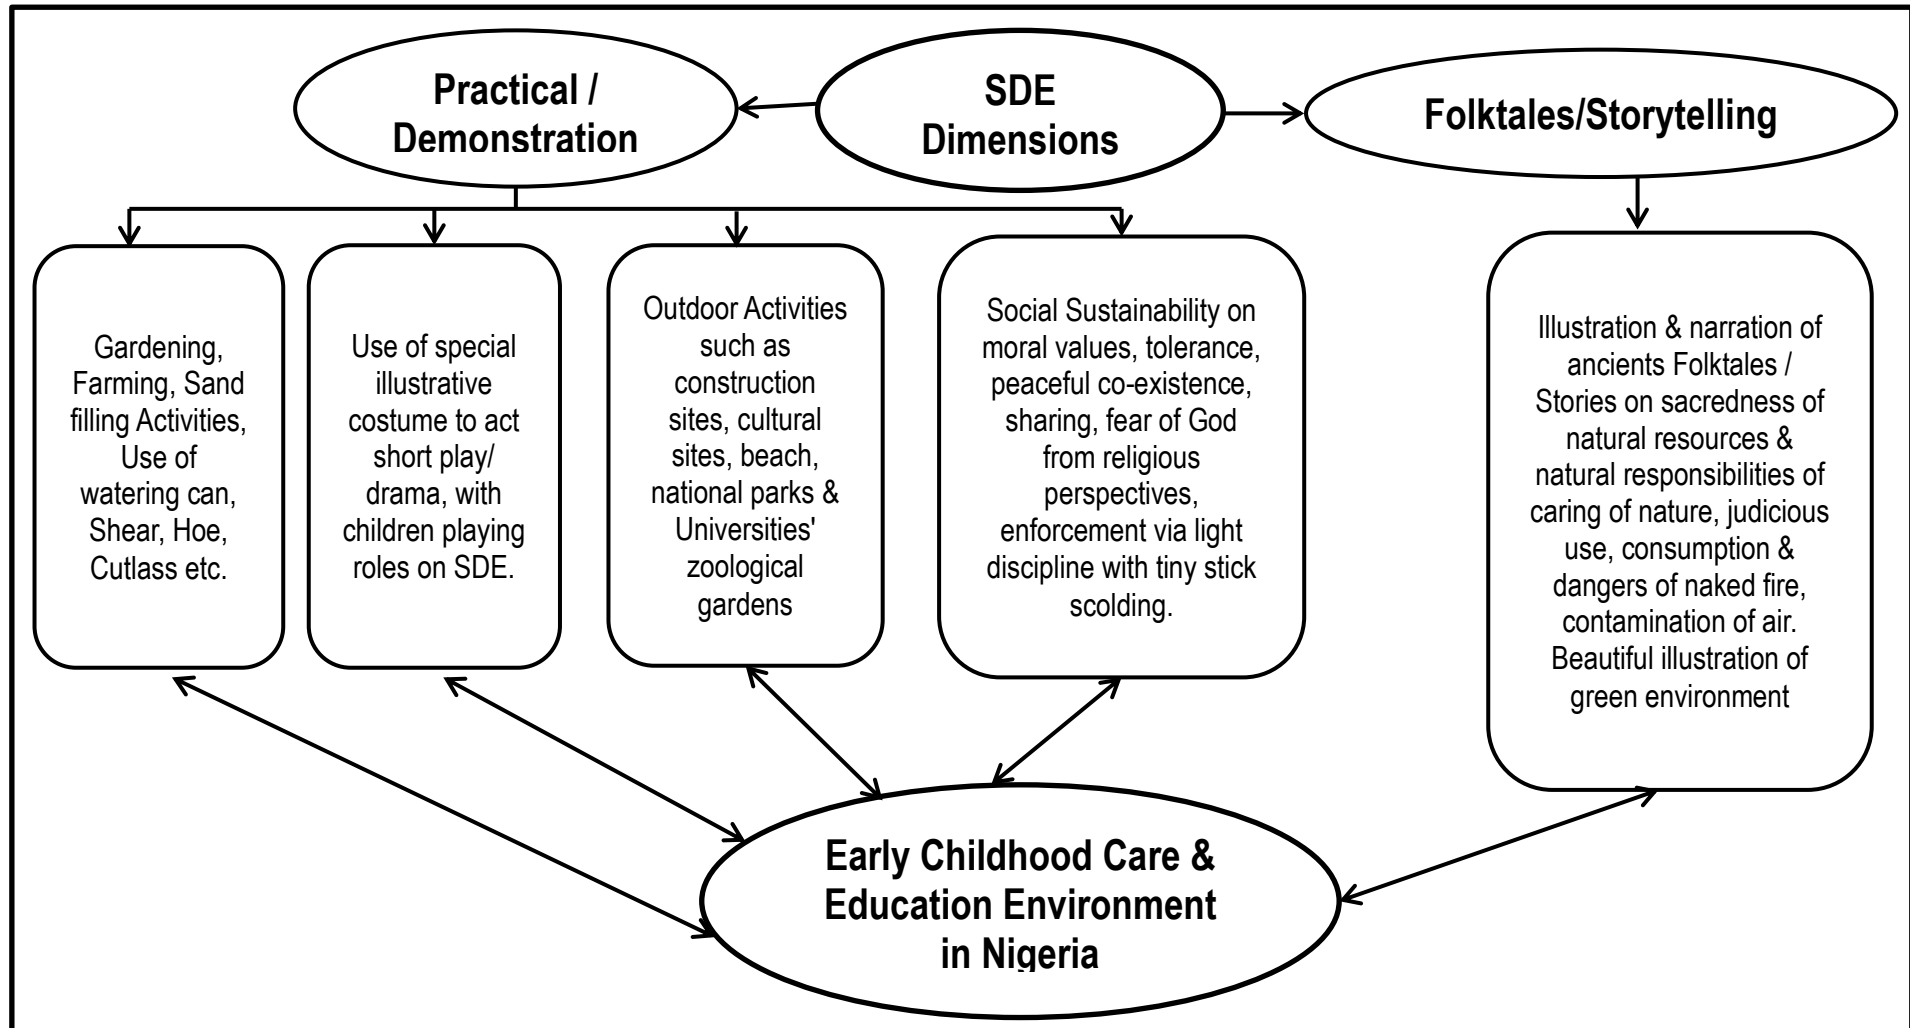 Practical /
Demonstration
SDE
Dimensions
Folktales/Storytelling
Gardening,
Farming, Sand
filling Activities,
Use of
watering can,
Shear, Hoe,
Cutlass etc.
Use of special
illustrative
costume to act
short play/
drama, with
children playing
roles on SDE.
Outdoor Activities
such as
construction
sites, cultural
sites, beach,
national parks &
Universities'
zoological
gardens
Social Sustainability on
moral values, tolerance,
peaceful co-existence,
sharing, fear of God
from religious
perspectives,
enforcement via light
discipline with tiny stick
scolding.
Illustration & narration of
ancients Folktales /
Stories on sacredness of
natural resources &
natural responsibilities of
caring of nature, judicious
use, consumption &
dangers of naked fire,
contamination of air.
Beautiful illustration of
green environment
Early Childhood Care &
Education Environment
in Nigeria